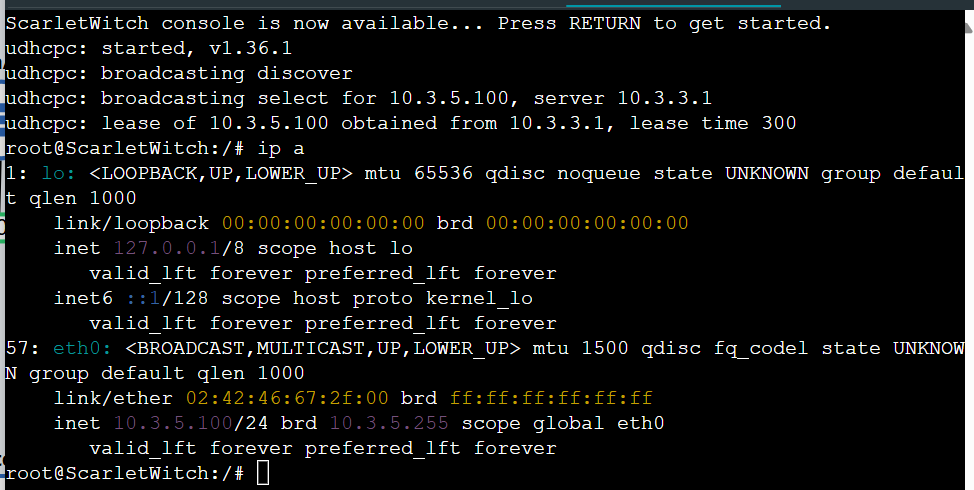 ScarletWitch console is now available... Press RETURN to get started.
udhcpc: started, v1.36.1
udhcpc: broadcasting discover
udhcpc: broadcasting select for 10.3.5.100, server 10.3.3.1
udhcpc: lease of 10.3.5.100 obtained from 10.3.3.1, lease time 300
root@ScarletWitch:/# ip a
1: lo: <LOOPBACK,UP,LOWER_UP> mtu 65536 qdisc noqueue state UNKNOWN group defaul
t qlen 1000
    link/loopback 00:00:00:00:00:00 brd 00:00:00:00:00:00
    inet 127.0.0.1/8 scope host lo
       valid_lft forever preferred_lft forever
    inet6 ::1/128 scope host proto kernel_lo
       valid_lft forever preferred_lft forever
57: eth0: <BROADCAST,MULTICAST,UP,LOWER_UP> mtu 1500 qdisc fq_codel state UNKNOW
N group default qlen 1000
    link/ether 02:42:46:67:2f:00 brd ff:ff:ff:ff:ff:ff
    inet 10.3.5.100/24 brd 10.3.5.255 scope global eth0
       valid_lft forever preferred_lft forever
root@ScarletWitch:/#